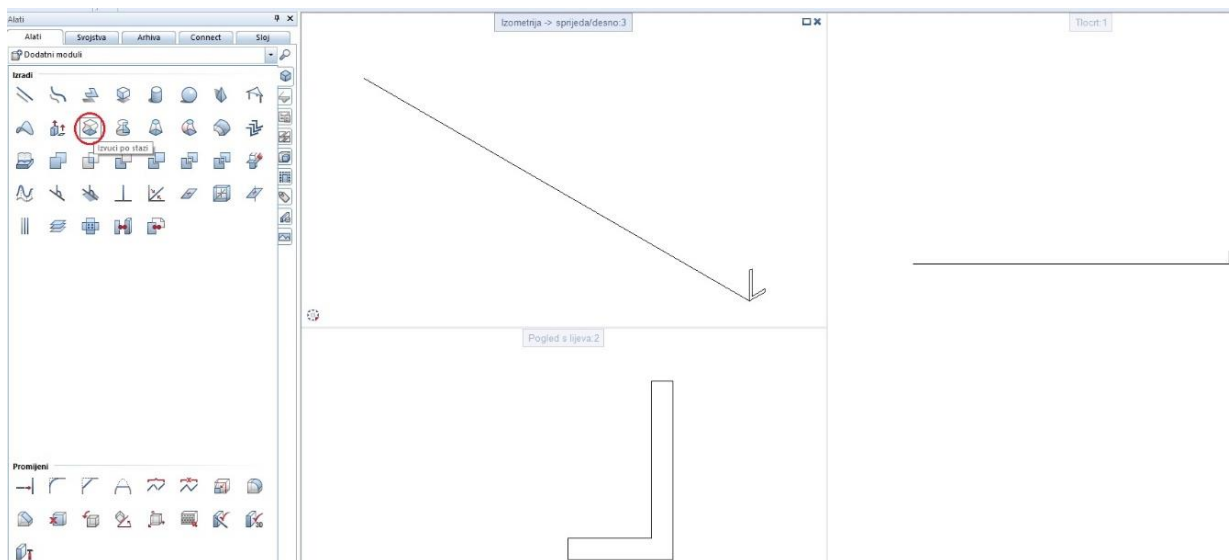 Alati
Alati Svojstva Arhiva Connect Sloj
Dodatni moduli
Izradi
Izvuci po stazi
Promijeni
Izometrija -> sprijeda/desno:3
Pogled s lijeva:2
Tlocrt:1